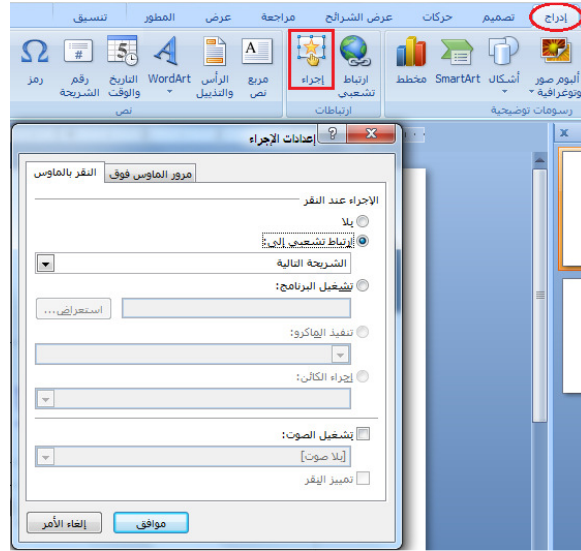 إدراج تصميم حركات عرض الشرائح مراجعة عرض المطور تنسيق
ألبوم صور وتوغرافية أشكال SmartArt مخطط ارتباط تشعبي إجراء مربع نص الرأس والتذييل WordArt التاريخ والوقت رقم الشريحة رمز
رسومات توضيحية ارتباطات نص
إعدادات الإجراء
النقر بالماوس مرور الماوس فوق
الإجراء عند النقر
بلا
ارتباط تشعبي إلى:
الشريحة التالية
تشغيل البرنامج:
استعراض...
تنفيذ الماكرو:
إجراء الكائن:
تشغيل الصوت:
[بلا صوت]
تمييز النقر
موافق إلغاء الأمر